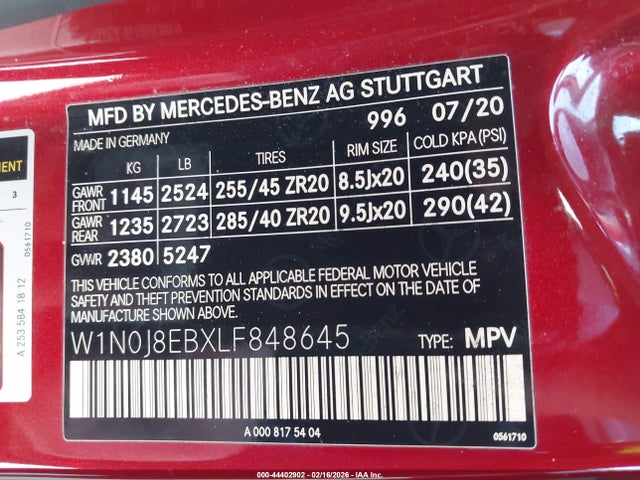 MFD BY MERCEDES-BENZ AG STUTTGART
MADE IN GERMANY 996 07/20
KG LB TIRES RIM SIZE COLD KPA (PSI)
GAWR FRONT 1145 2524 255/45 ZR20 8.5Jx20 240(35)
GAWR REAR 1235 2723 285/40 ZR20 9.5Jx20 290(42)
GVWR 2380 5247
THIS VEHICLE CONFORMS TO ALL APPLICABLE FEDERAL MOTOR VEHICLE
SAFETY AND THEFT PREVENTION STANDARDS IN EFFECT ON THE DATE
OF MANUFACTURE SHOWN ABOVE.
W1N0J8EBXLF848645 TYPE: MPV
A 000 817 54 04 0561710
3
0561710
A 253 584 18 12
000-44402902 - 02/16/2026 - IAA Inc.